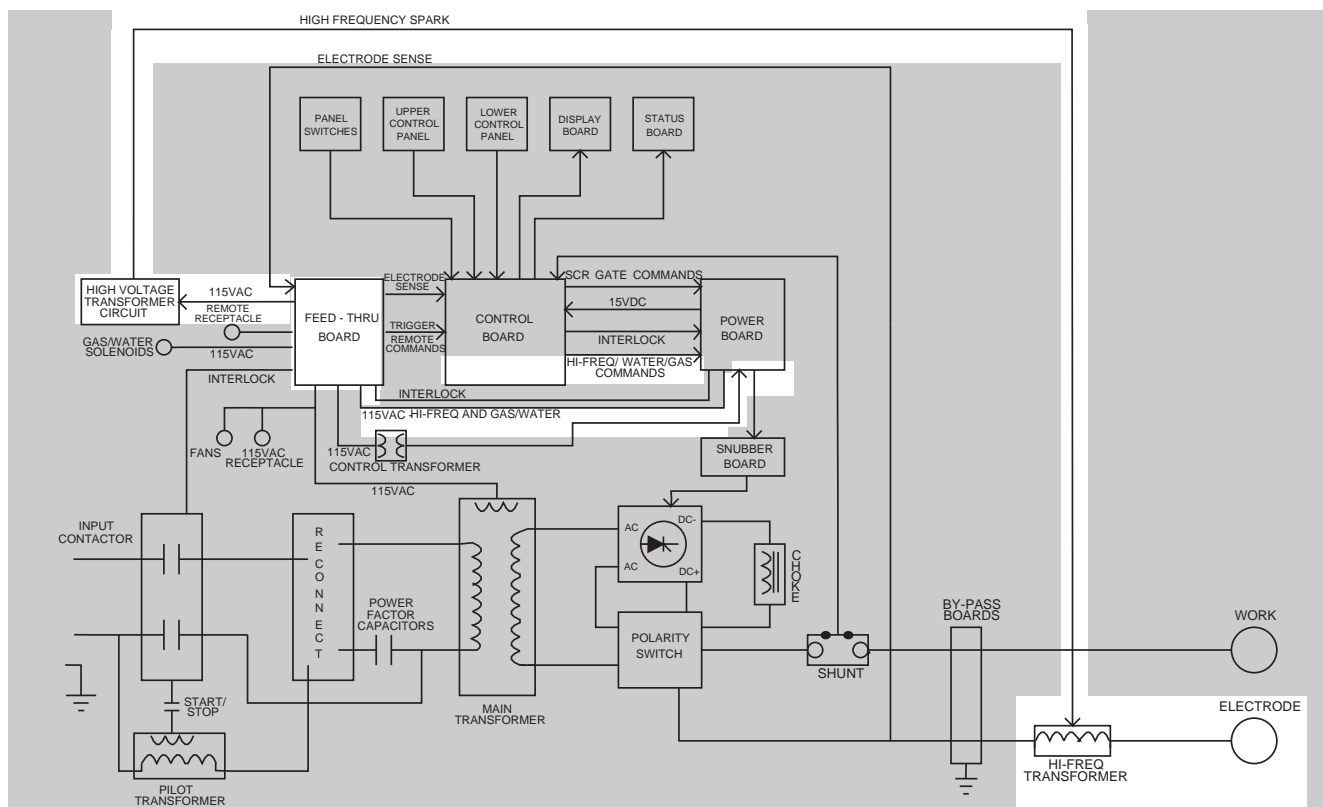 HIGH FREQUENCY SPARK
ELECTRODE SENSE
PANEL
SWITCHES
UPPER
CONTROL
PANEL
LOWER
CONTROL
PANEL
DISPLAY
BOARD
STATUS
BOARD
HIGH VOLTAGE
TRANSFORMER
CIRCUIT
115VAC
REMOTE
RECEPTACLE
GAS/WATER
SOLENOIDS
115VAC
INTERLOCK
FEED - THRU
BOARD
ELECTRODE
SENSE
TRIGGER
REMOTE
COMMANDS
CONTROL
BOARD
SCR GATE COMMANDS
15VDC
INTERLOCK
HI-FREQ/ WATER/GAS
COMMANDS
POWER
BOARD
INTERLOCK
115VAC -HI-FREQ AND GAS/WATER
FANS
115VAC
RECEPTACLE
115VAC
CONTROL TRANSFORMER
115VAC
SNUBBER
BOARD
INPUT
CONTACTOR
RECONNECT
POWER
FACTOR
CAPACITORS
MAIN
TRANSFORMER
AC
DC-
AC
DC+
CHOKE
POLARITY
SWITCH
SHUNT
BY-PASS
BOARDS
WORK
ELECTRODE
HI-FREQ
TRANSFORMER
START/
STOP
PILOT
TRANSFORMER